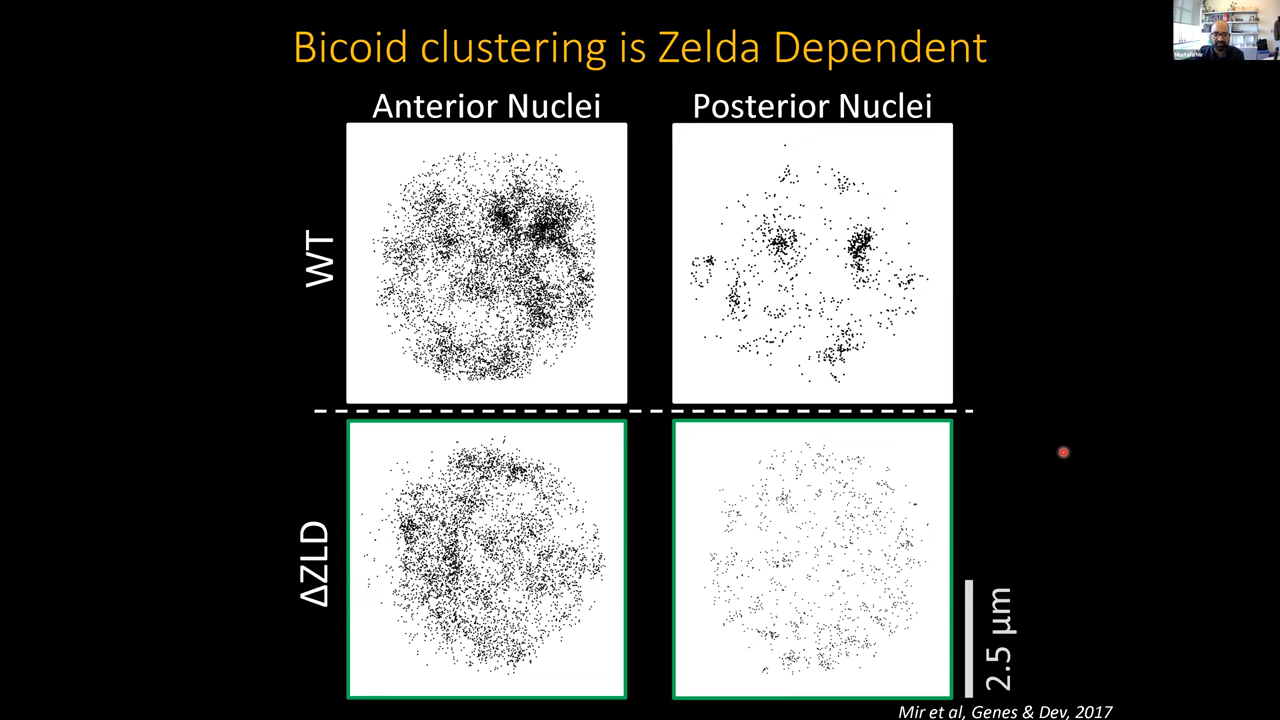 Bicoid clustering is Zelda Dependent
Anterior Nuclei
Posterior Nuclei
WT
ΔZLD
2.5 µm
Mir et al, Genes & Dev, 2017